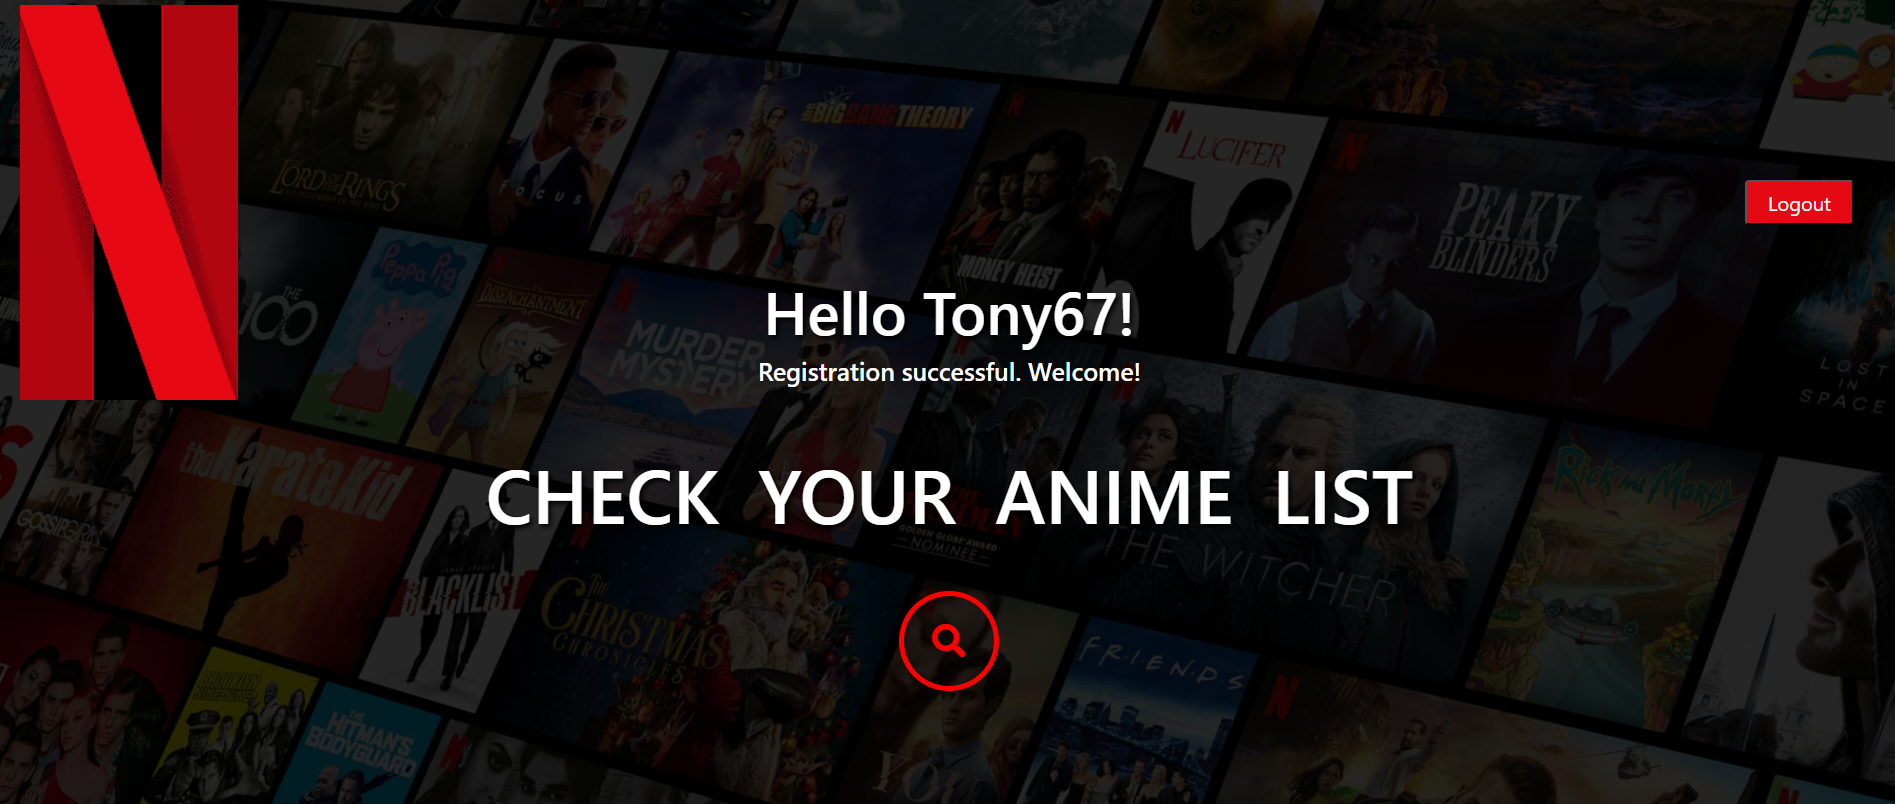 THE BIG BANG THEORY
LUCIFER
LORD OF THE RINGS
FOCUS
PEAKY
BLINDERS
Logout
MONEY HEIST
Peppa Pig
THE
100
DISENCHANTMENT
Hello Tony67!
MURDER
MYSTERY
Registration successful. Welcome!
LOST
IN
SPACE
the Karate Kid
Rick and Morty
CHECK YOUR ANIME LIST
GOSSIP GIRL
GOLDEN GLOBE AWARD
NOMINEE
THE WITCHER
BLACKLIST
The
CHRISTMAS
CHRONICLES
FRIENDS
BROOKLYN
NINE-NINE
THE
HITMAN'S
BODYGUARD
YOU